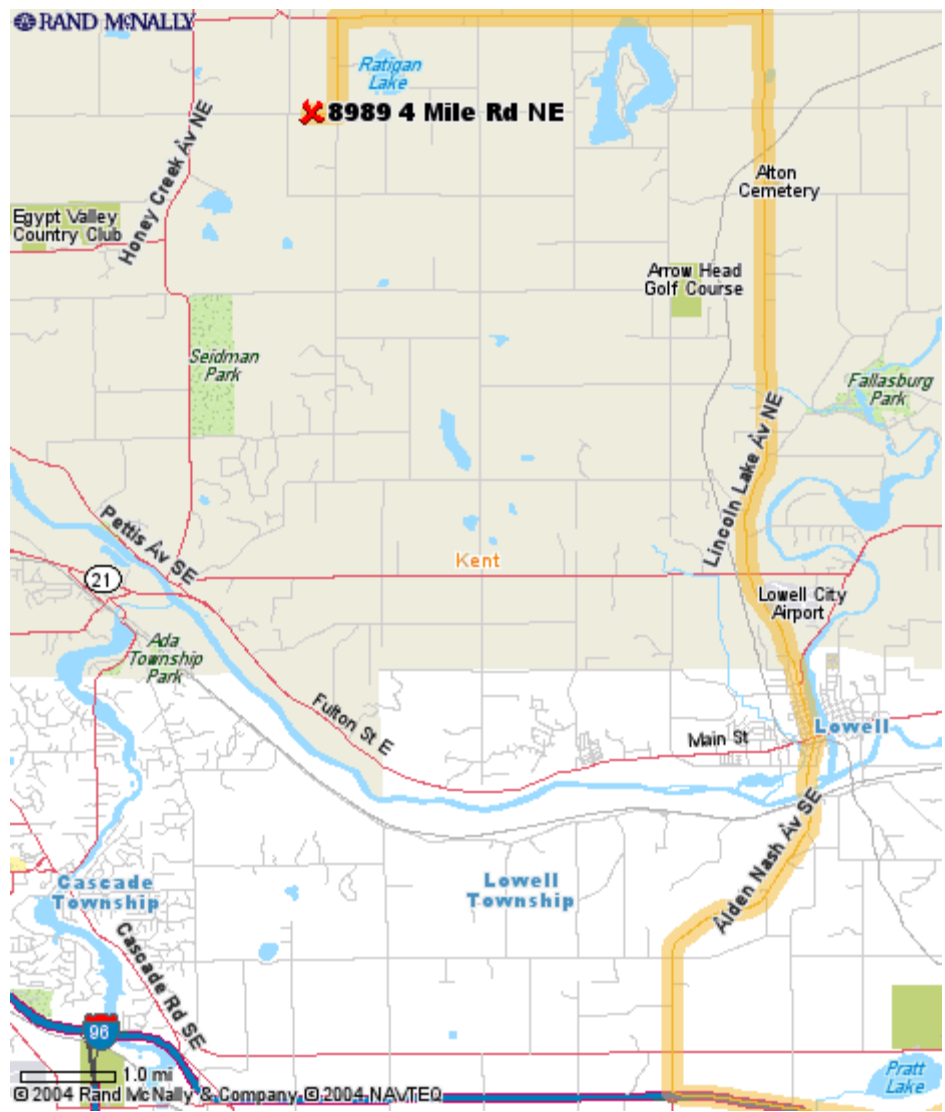 RAND McNALLY
Ratigan
Lake
8989 4 Mile Rd NE
Honey Creek Av NE
Alton
Cemetery
Egypt Valley
Country Club
Arrow Head
Golf Course
Seidman
Park
Fallasburg
Park
Lincoln Lake Av NE
Pettis Av SE
Kent
21
Lowell City
Airport
Ada
Township
Park
Fulton St E
Main St
Lowell
Alden Nash Av SE
Cascade
Township
Lowell
Township
Cascade Rd SE
96
Pratt
Lake
1.0 mi
© 2004 Rand McNally & Company © 2004 NAVTEQ